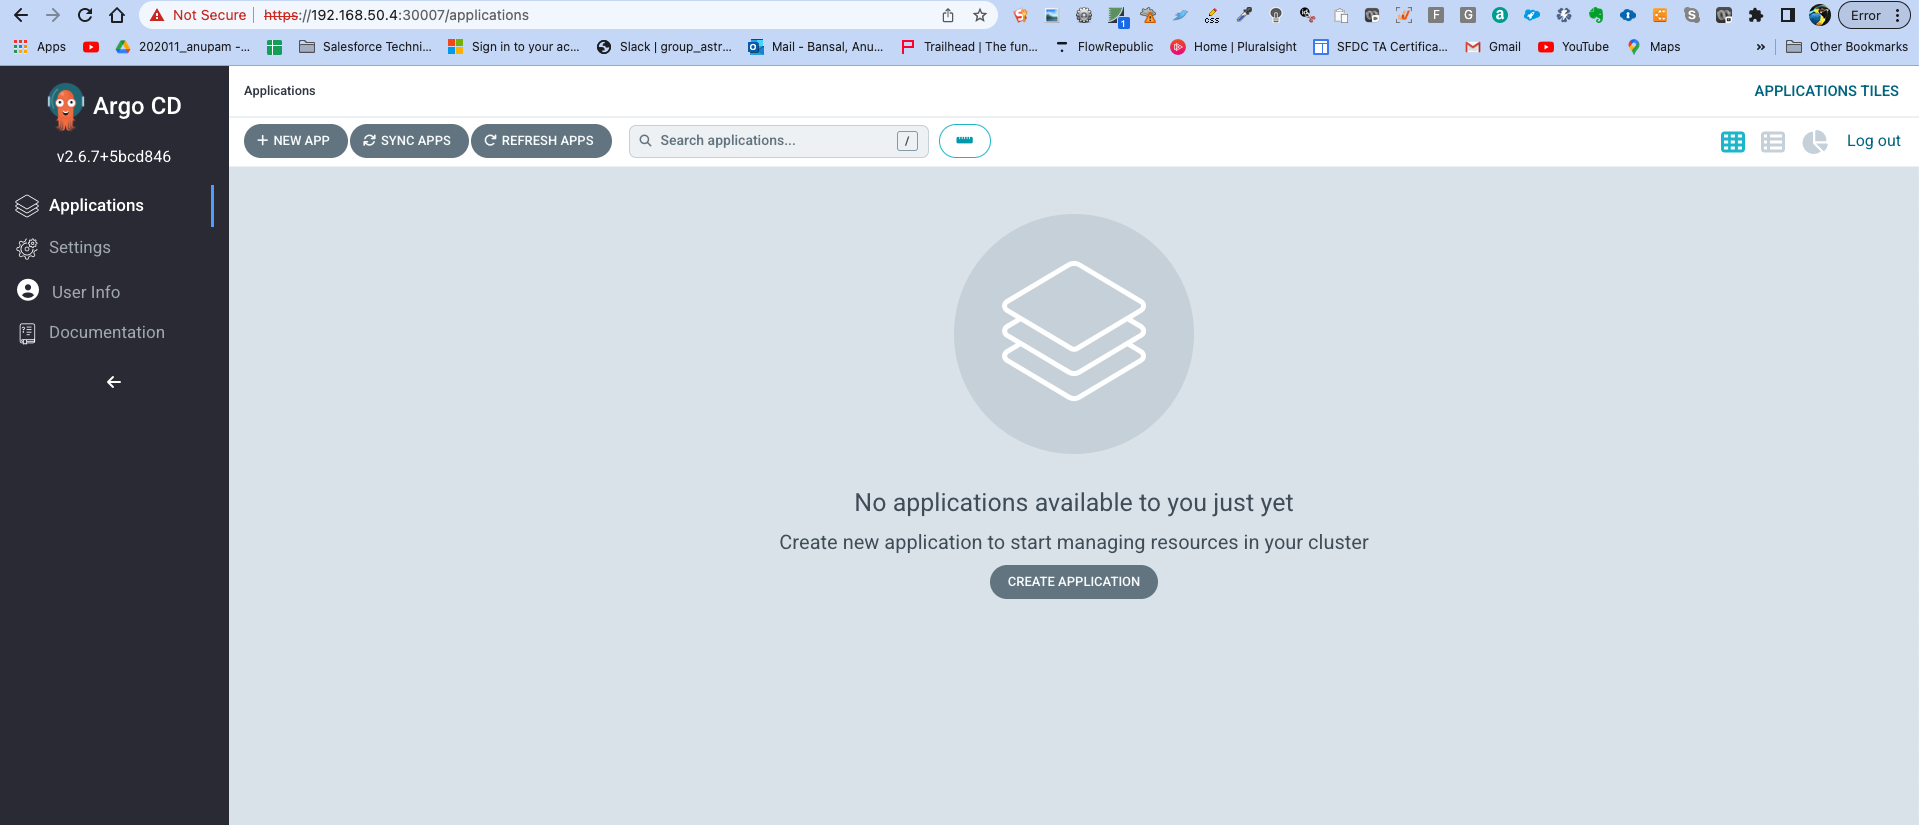 Not Secure https://192.168.50.4:30007/applications Error
Apps 202011_anupam -... Salesforce Techni... Sign in to your ac... Slack | group_astr... Mail - Bansal, Anu... Trailhead | The fun... FlowRepublic Home | Pluralsight SFDC TA Certifica... Gmail YouTube Maps » Other Bookmarks
Argo CD
v2.6.7+5bcd846
Applications
Settings
User Info
Documentation
Applications APPLICATIONS TILES
NEW APP SYNC APPS REFRESH APPS Search applications... / Log out
No applications available to you just yet
Create new application to start managing resources in your cluster
CREATE APPLICATION